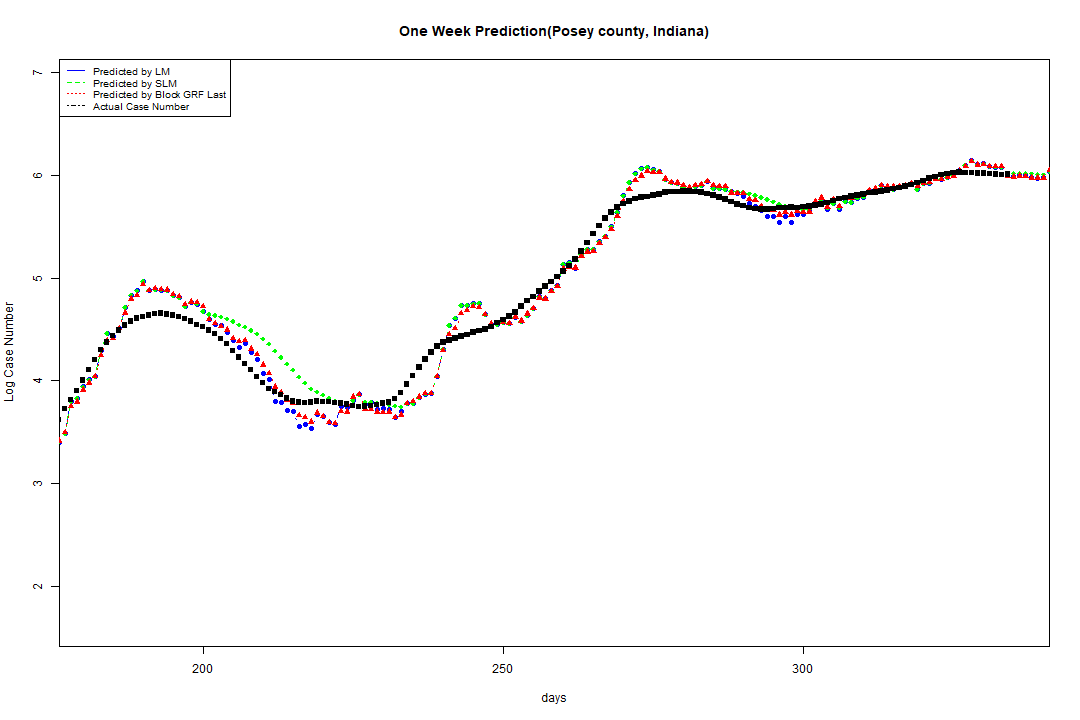 One Week Prediction(Posey county, Indiana)
Predicted by LM
Predicted by SLM
Predicted by Block GRF Last
Actual Case Number
7
6
5
4
3
2
Log Case Number
200
250
300
days